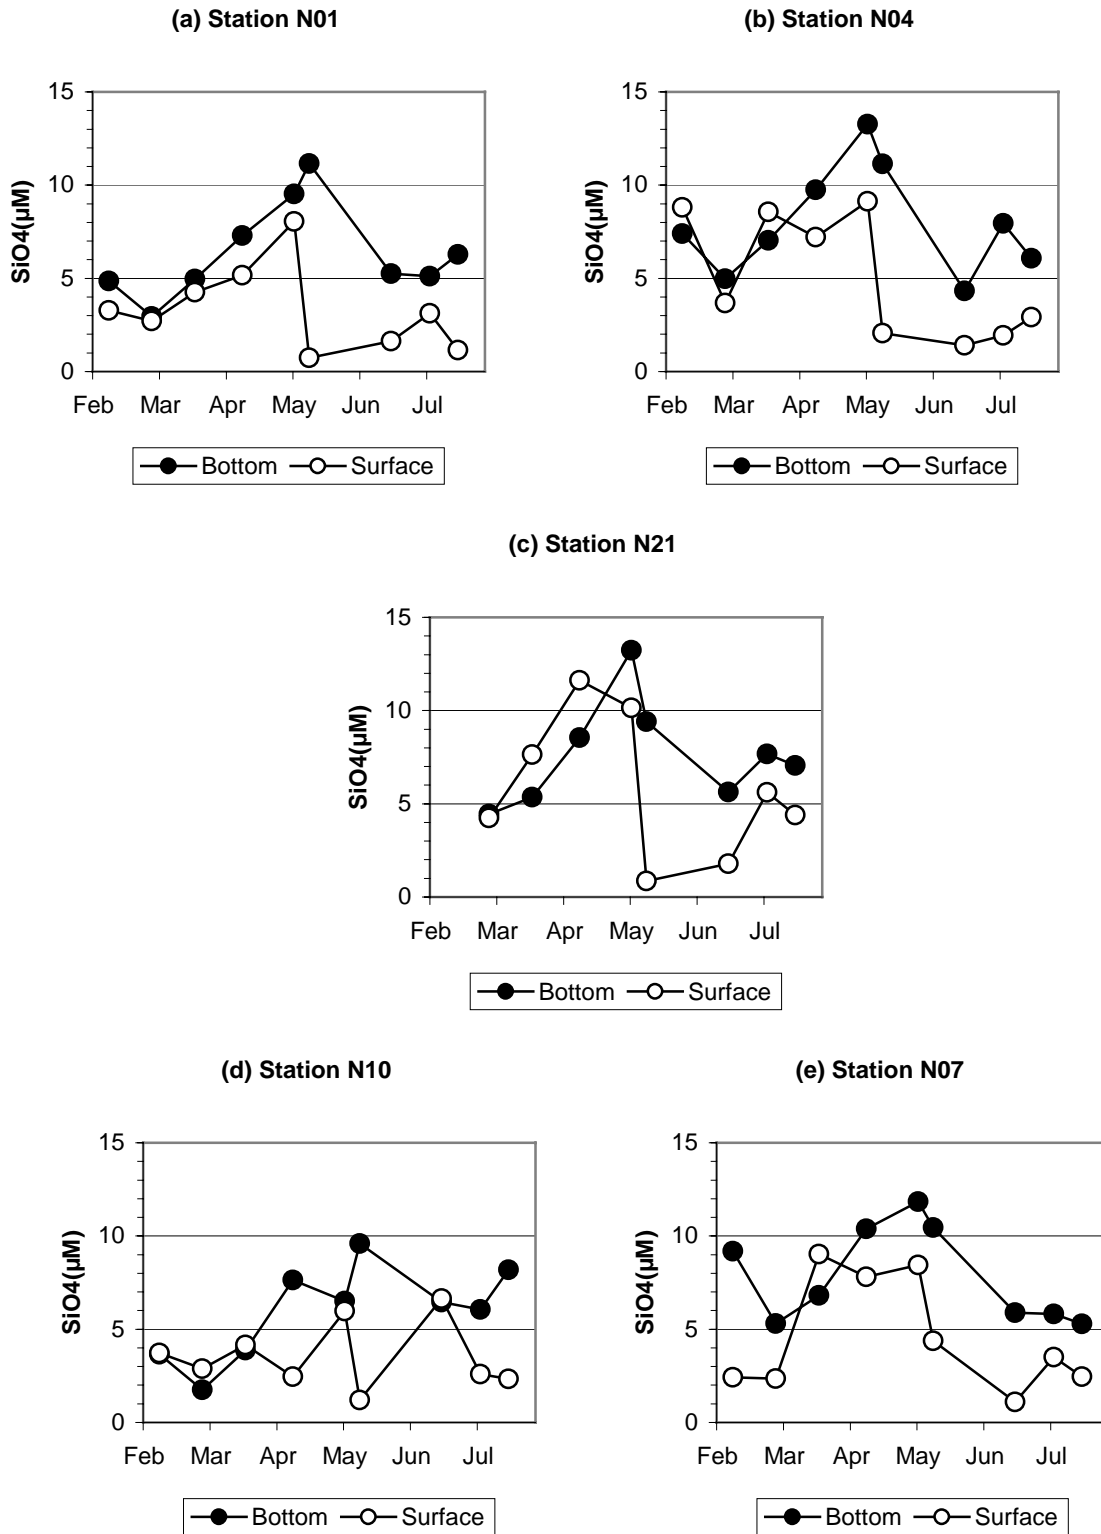 (a) Station N01
15
10
5
0
SiO4(µM)
Feb Mar Apr May Jun Jul
Bottom Surface
(b) Station N04
15
10
5
0
SiO4(µM)
Feb Mar Apr May Jun Jul
Bottom Surface
(c) Station N21
15
10
5
0
SiO4(µM)
Feb Mar Apr May Jun Jul
Bottom Surface
(d) Station N10
15
10
5
0
SiO4(µM)
Feb Mar Apr May Jun Jul
Bottom Surface
(e) Station N07
15
10
5
0
SiO4(µM)
Feb Mar Apr May Jun Jul
Bottom Surface